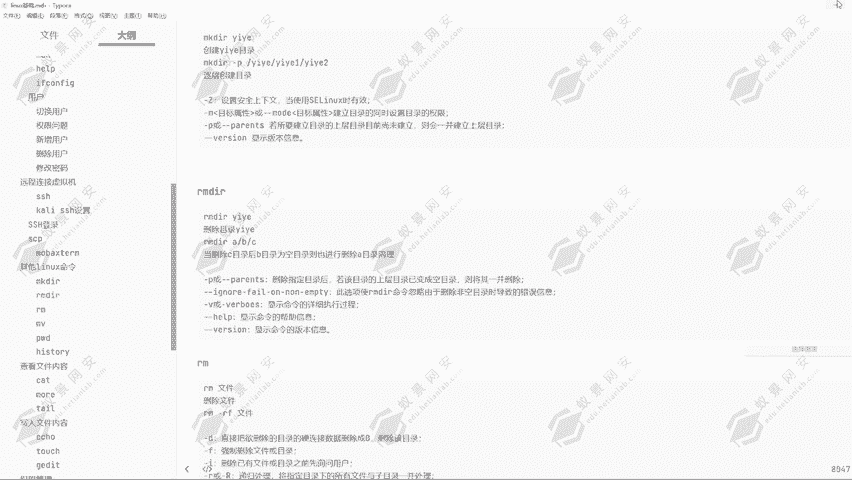 linux基础.md - Typora
文件(F) 编辑(E) 段落(P) 格式(O) 视图(V) 主题(T) 帮助(H)
文件 大纲
help
ifconfig
用户
切换用户
权限问题
新增用户
删除用户
修改密码
远程连接虚拟机
ssh
kali ssh设置
SSH登录
scp
mobaxterm
其他linux命令
mkdir
rmdir
rm
mv
pwd
history
查看文件内容
cat
more
tail
写入文件内容
echo
touch
gedit
mkdir yiye
创建yiye目录
mkdir -p /yiye/yiye1/yiye2
逐级创建目录
-Z：设置安全上下文，当使用SELinux时有效；
-m<目标属性>或--mode<目标属性>建立目录的同时设置目录的权限；
-p或--parents 若所要建立目录的上层目录目前尚未建立，则会一并建立上层目录；
--version 显示版本信息。
rmdir
rmdir yiye
删除目录yiye
rmdir a/b/c
当删除c目录后b目录为空目录则也进行删除a目录同理
-p或--parents：删除指定目录后，若该目录的上层目录已变成空目录，则将其一并删除；
--ignore-fail-on-non-empty：此选项使rmdir命令忽略由于删除非空目录时导致的错误信息；
-v或-verboes：显示命令的详细执行过程；
--help：显示命令的帮助信息；
--version：显示命令的版本信息。
rm
rm 文件
删除文件
rm -rf 文件
-d：直接把欲删除的目录的硬连接数据删除成0，删除该目录；
-f：强制删除文件或目录；
-i：删除已有文件或目录之前先询问用户；
-r或-R：递归处理，将指定目录下的所有文件与子目录一并处理；
8047
蚁景网安
edu.hetianlab.com